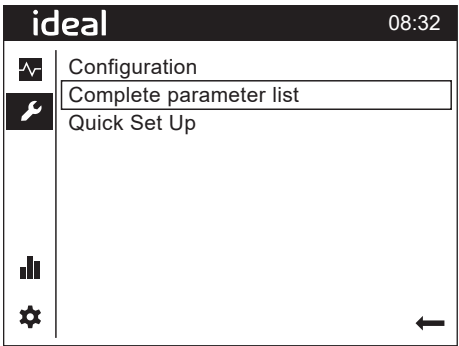 ideal 08:32
Configuration
Complete parameter list
Quick Set Up